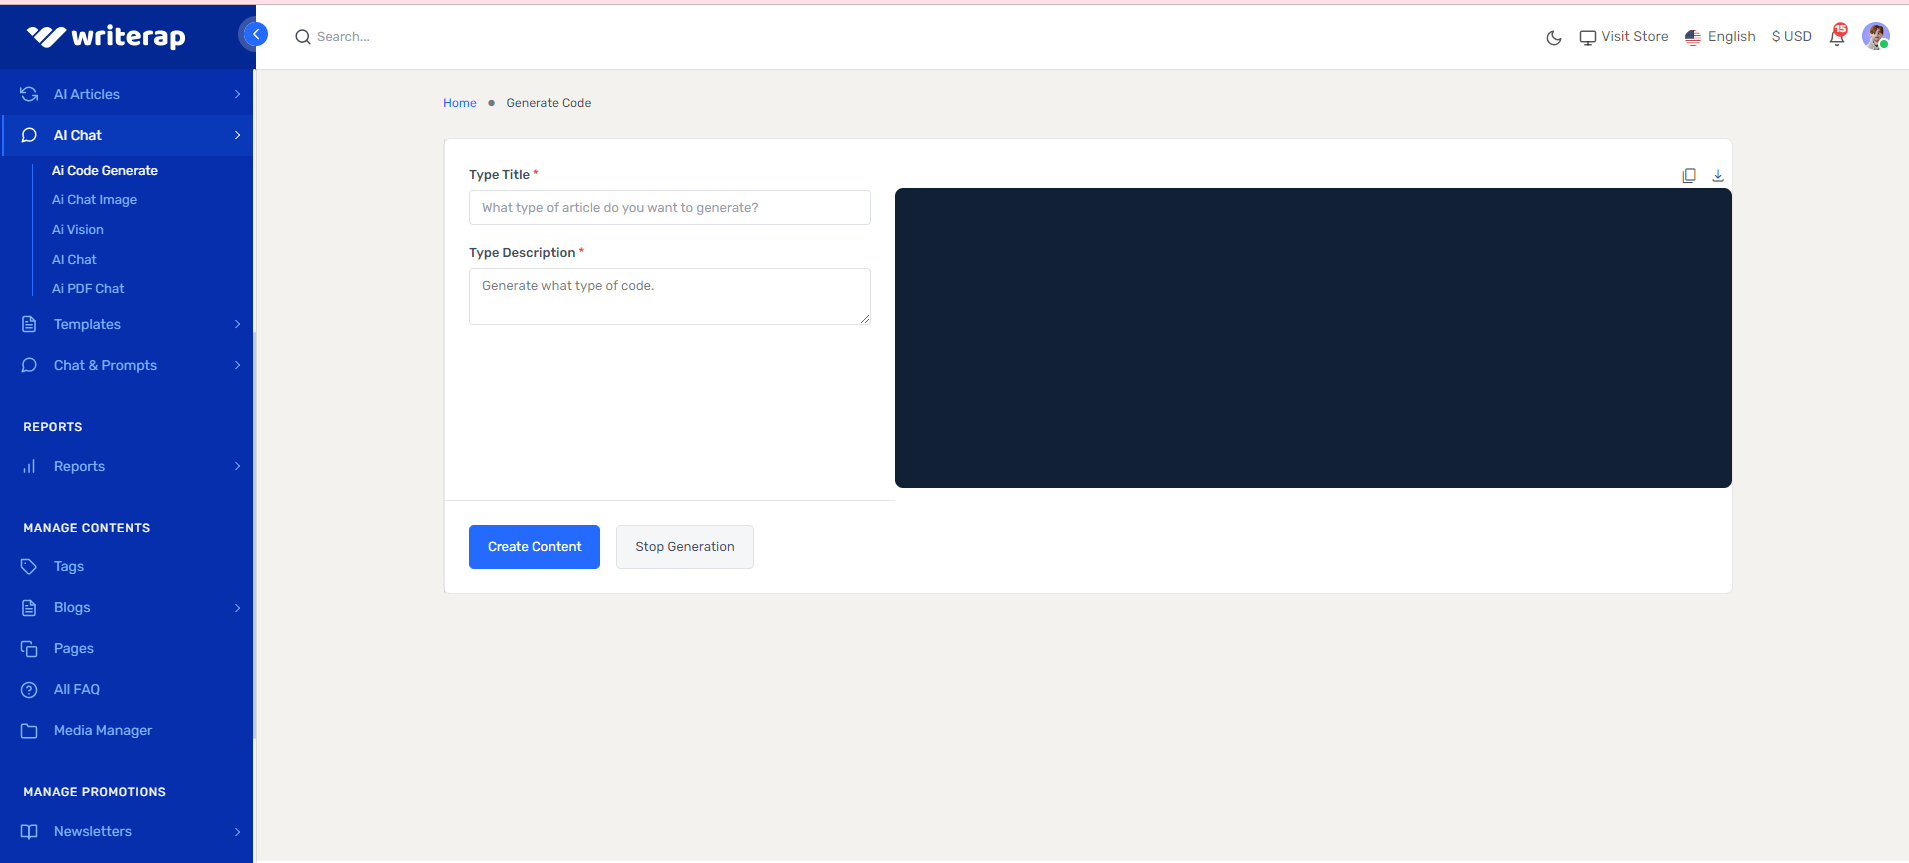 writerap
Search...
Visit Store
English
$ USD
15
AI Articles
AI Chat
Ai Code Generate
Ai Chat Image
Ai Vision
AI Chat
Ai PDF Chat
Templates
Chat & Prompts
REPORTS
Reports
MANAGE CONTENTS
Tags
Blogs
Pages
All FAQ
Media Manager
MANAGE PROMOTIONS
Newsletters
Home
Generate Code
Type Title *
What type of article do you want to generate?
Type Description *
Generate what type of code.
Create Content
Stop Generation